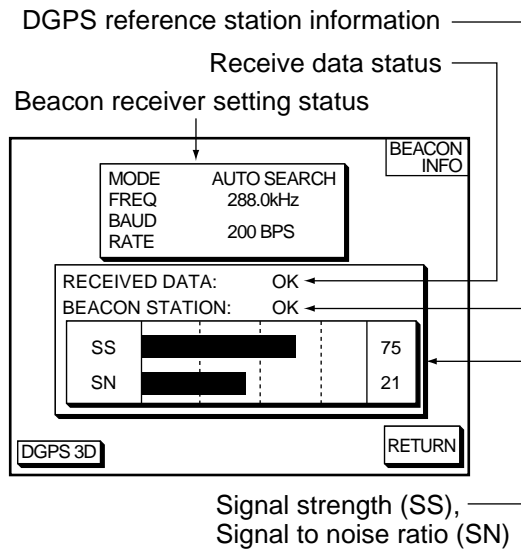 DGPS reference station information
Receive data status
Beacon receiver setting status
BEACON
INFO
MODE AUTO SEARCH
FREQ 288.0kHz
BAUD
RATE 200 BPS
RECEIVED DATA: OK
BEACON STATION: OK
SS 75
SN 21
DGPS 3D
RETURN
Signal strength (SS),
Signal to noise ratio (SN)